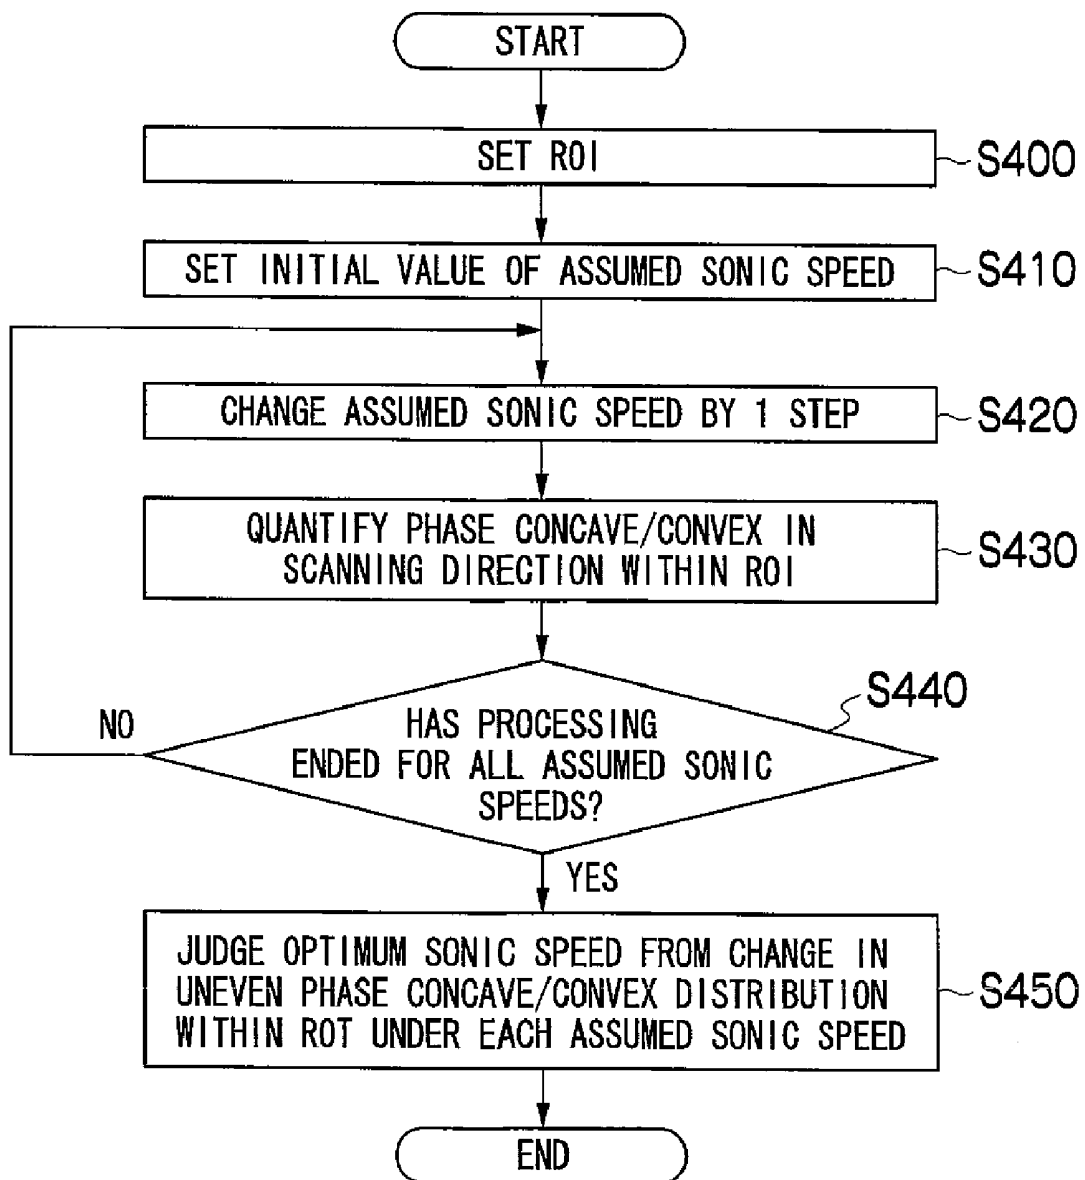 START
SET ROI
S400
SET INITIAL VALUE OF ASSUMED SONIC SPEED
S410
CHANGE ASSUMED SONIC SPEED BY 1 STEP
S420
QUANTIFY PHASE CONCAVE/CONVEX IN
SCANNING DIRECTION WITHIN ROI
S430
S440
NO
HAS PROCESSING
ENDED FOR ALL ASSUMED SONIC
SPEEDS?
YES
JUDGE OPTIMUM SONIC SPEED FROM CHANGE IN
UNEVEN PHASE CONCAVE/CONVEX DISTRIBUTION
WITHIN ROT UNDER EACH ASSUMED SONIC SPEED
S450
END